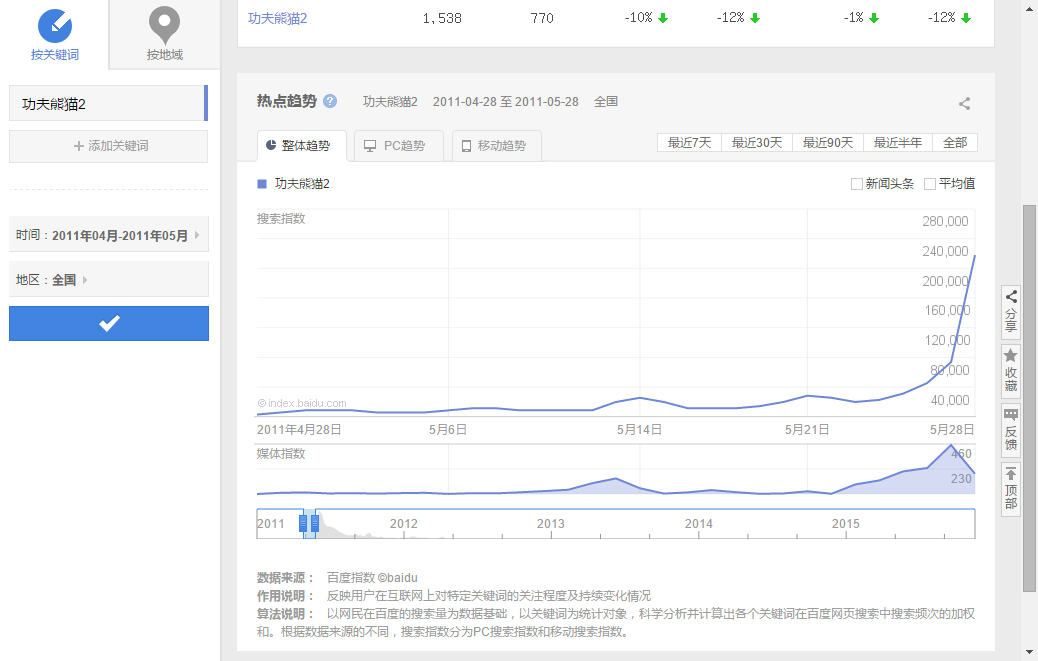 按关键词
按地域
功夫熊猫2
+ 添加关键词
时间：2011年04月-2011年05月
地区：全国
功夫熊猫2 1,538 770 -10% -12% -1% -12%
热点趋势 ? 功夫熊猫2 2011-04-28 至 2011-05-28 全国
整体趋势 PC趋势 移动趋势
最近7天 最近30天 最近90天 最近半年 全部
功夫熊猫2
新闻头条 平均值
搜索指数
280,000
240,000
200,000
160,000
120,000
80,000
40,000
©index.baidu.com
2011年4月28日 5月6日 5月14日 5月21日 5月28日
媒体指数
460
230
2011 2012 2013 2014 2015
数据来源： 百度指数 ©baidu
作用说明： 反映用户在互联网上对特定关键词的关注程度及持续变化情况
算法说明： 以网民在百度的搜索量为数据基础，以关键词为统计对象，科学分析并计算出各个关键词在百度网页搜索中搜索频次的加权
和。根据数据来源的不同，搜索指数分为PC搜索指数和移动搜索指数。
分享
收藏
反馈
顶部